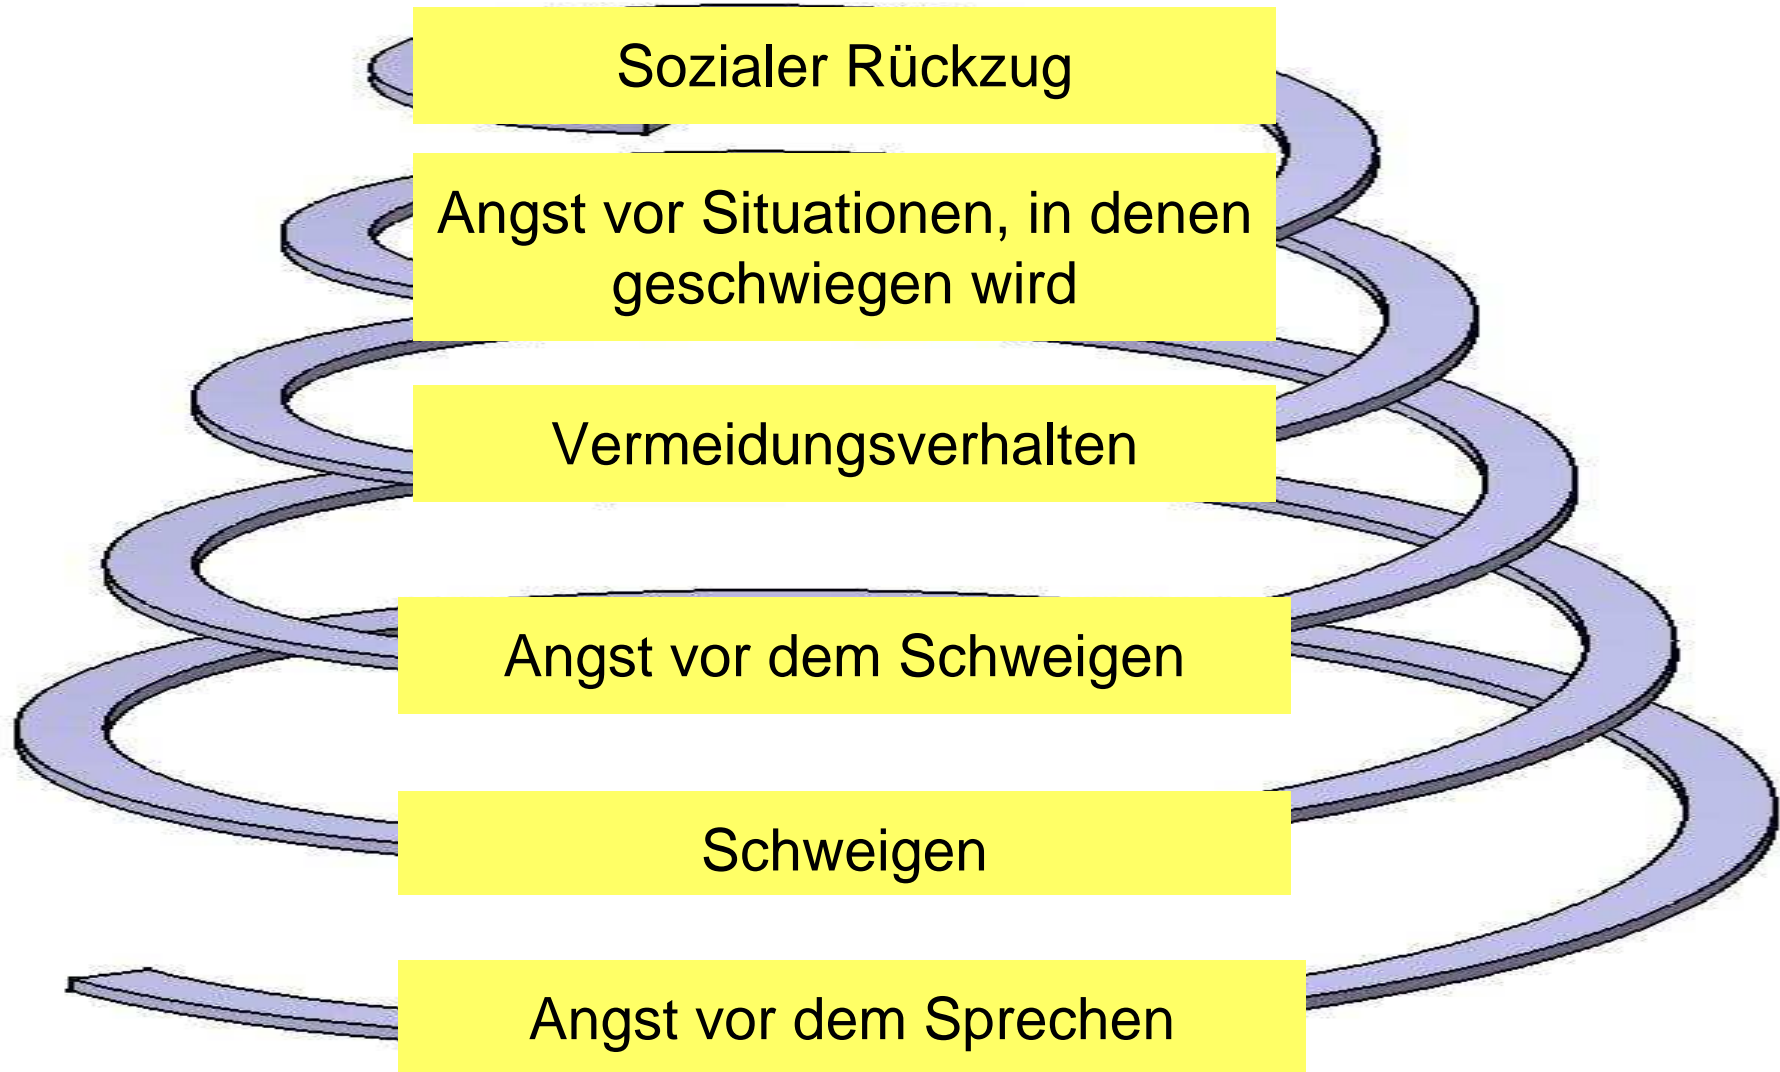 Sozialer Rückzug
Angst vor Situationen, in denen
geschwiegen wird
Vermeidungsverhalten
Angst vor dem Schweigen
Schweigen
Angst vor dem Sprechen